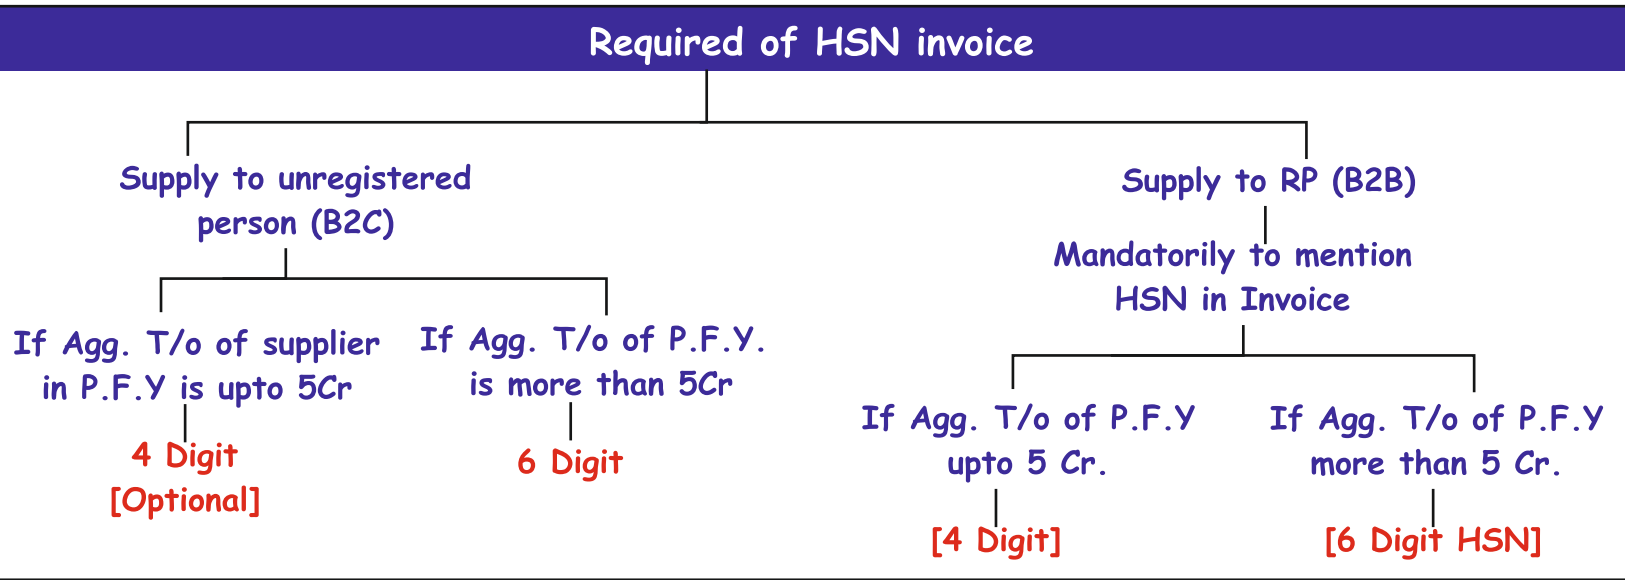 Required of HSN invoice
Supply to unregistered
person (B2C)
If Agg. T/o of supplier
in P.F.Y is upto 5Cr
4 Digit
[Optional]
If Agg. T/o of P.F.Y.
is more than 5Cr
6 Digit
Supply to RP (B2B)
Mandatorily to mention
HSN in Invoice
If Agg. T/o of P.F.Y
upto 5 Cr.
[4 Digit]
If Agg. T/o of P.F.Y
more than 5 Cr.
[6 Digit HSN]